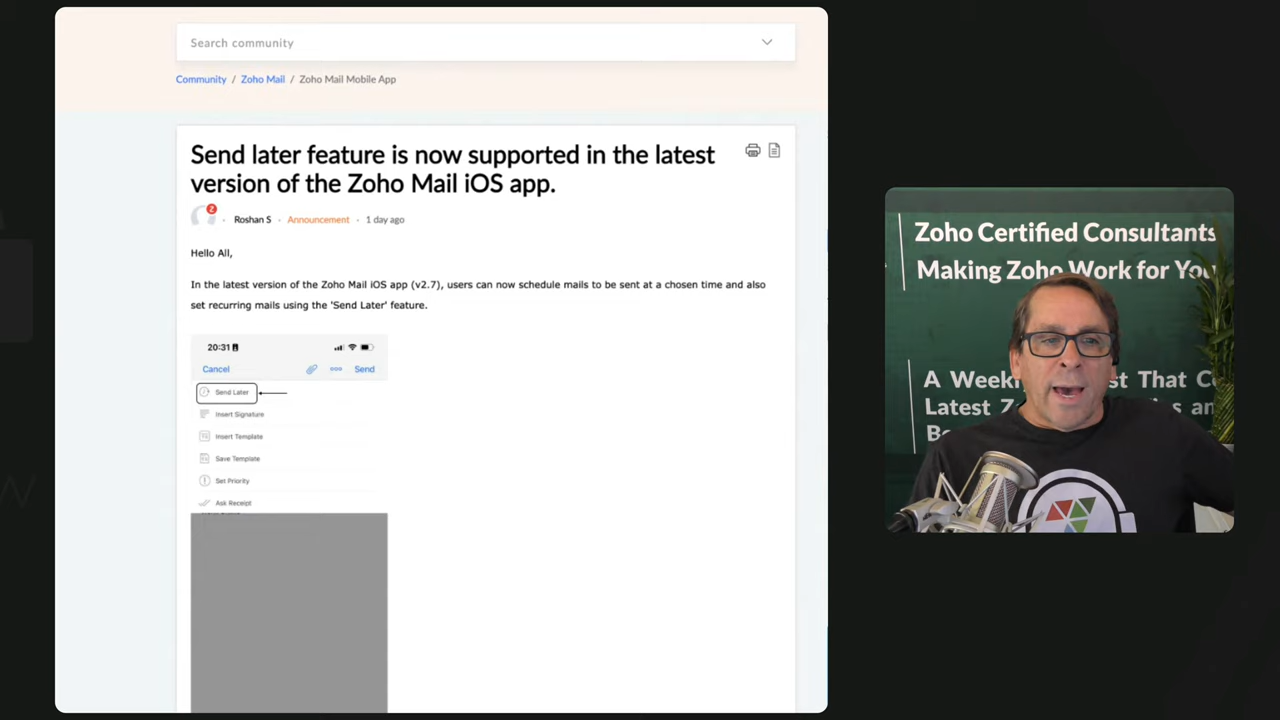 Search community
Community / Zoho Mail / Zoho Mail Mobile App
Send later feature is now supported in the latest
version of the Zoho Mail iOS app.
Roshan S · Announcement · 1 day ago
Hello All,
In the latest version of the Zoho Mail iOS app (v2.7), users can now schedule mails to be sent at a chosen time and also
set recurring mails using the 'Send Later' feature.
20:31
Cancel Send
Send Later
Insert Signature
Insert Template
Save Template
Set Priority
Ask Receipt
Zoho Certified Consultants
Making Zoho Work for You
A
Latest